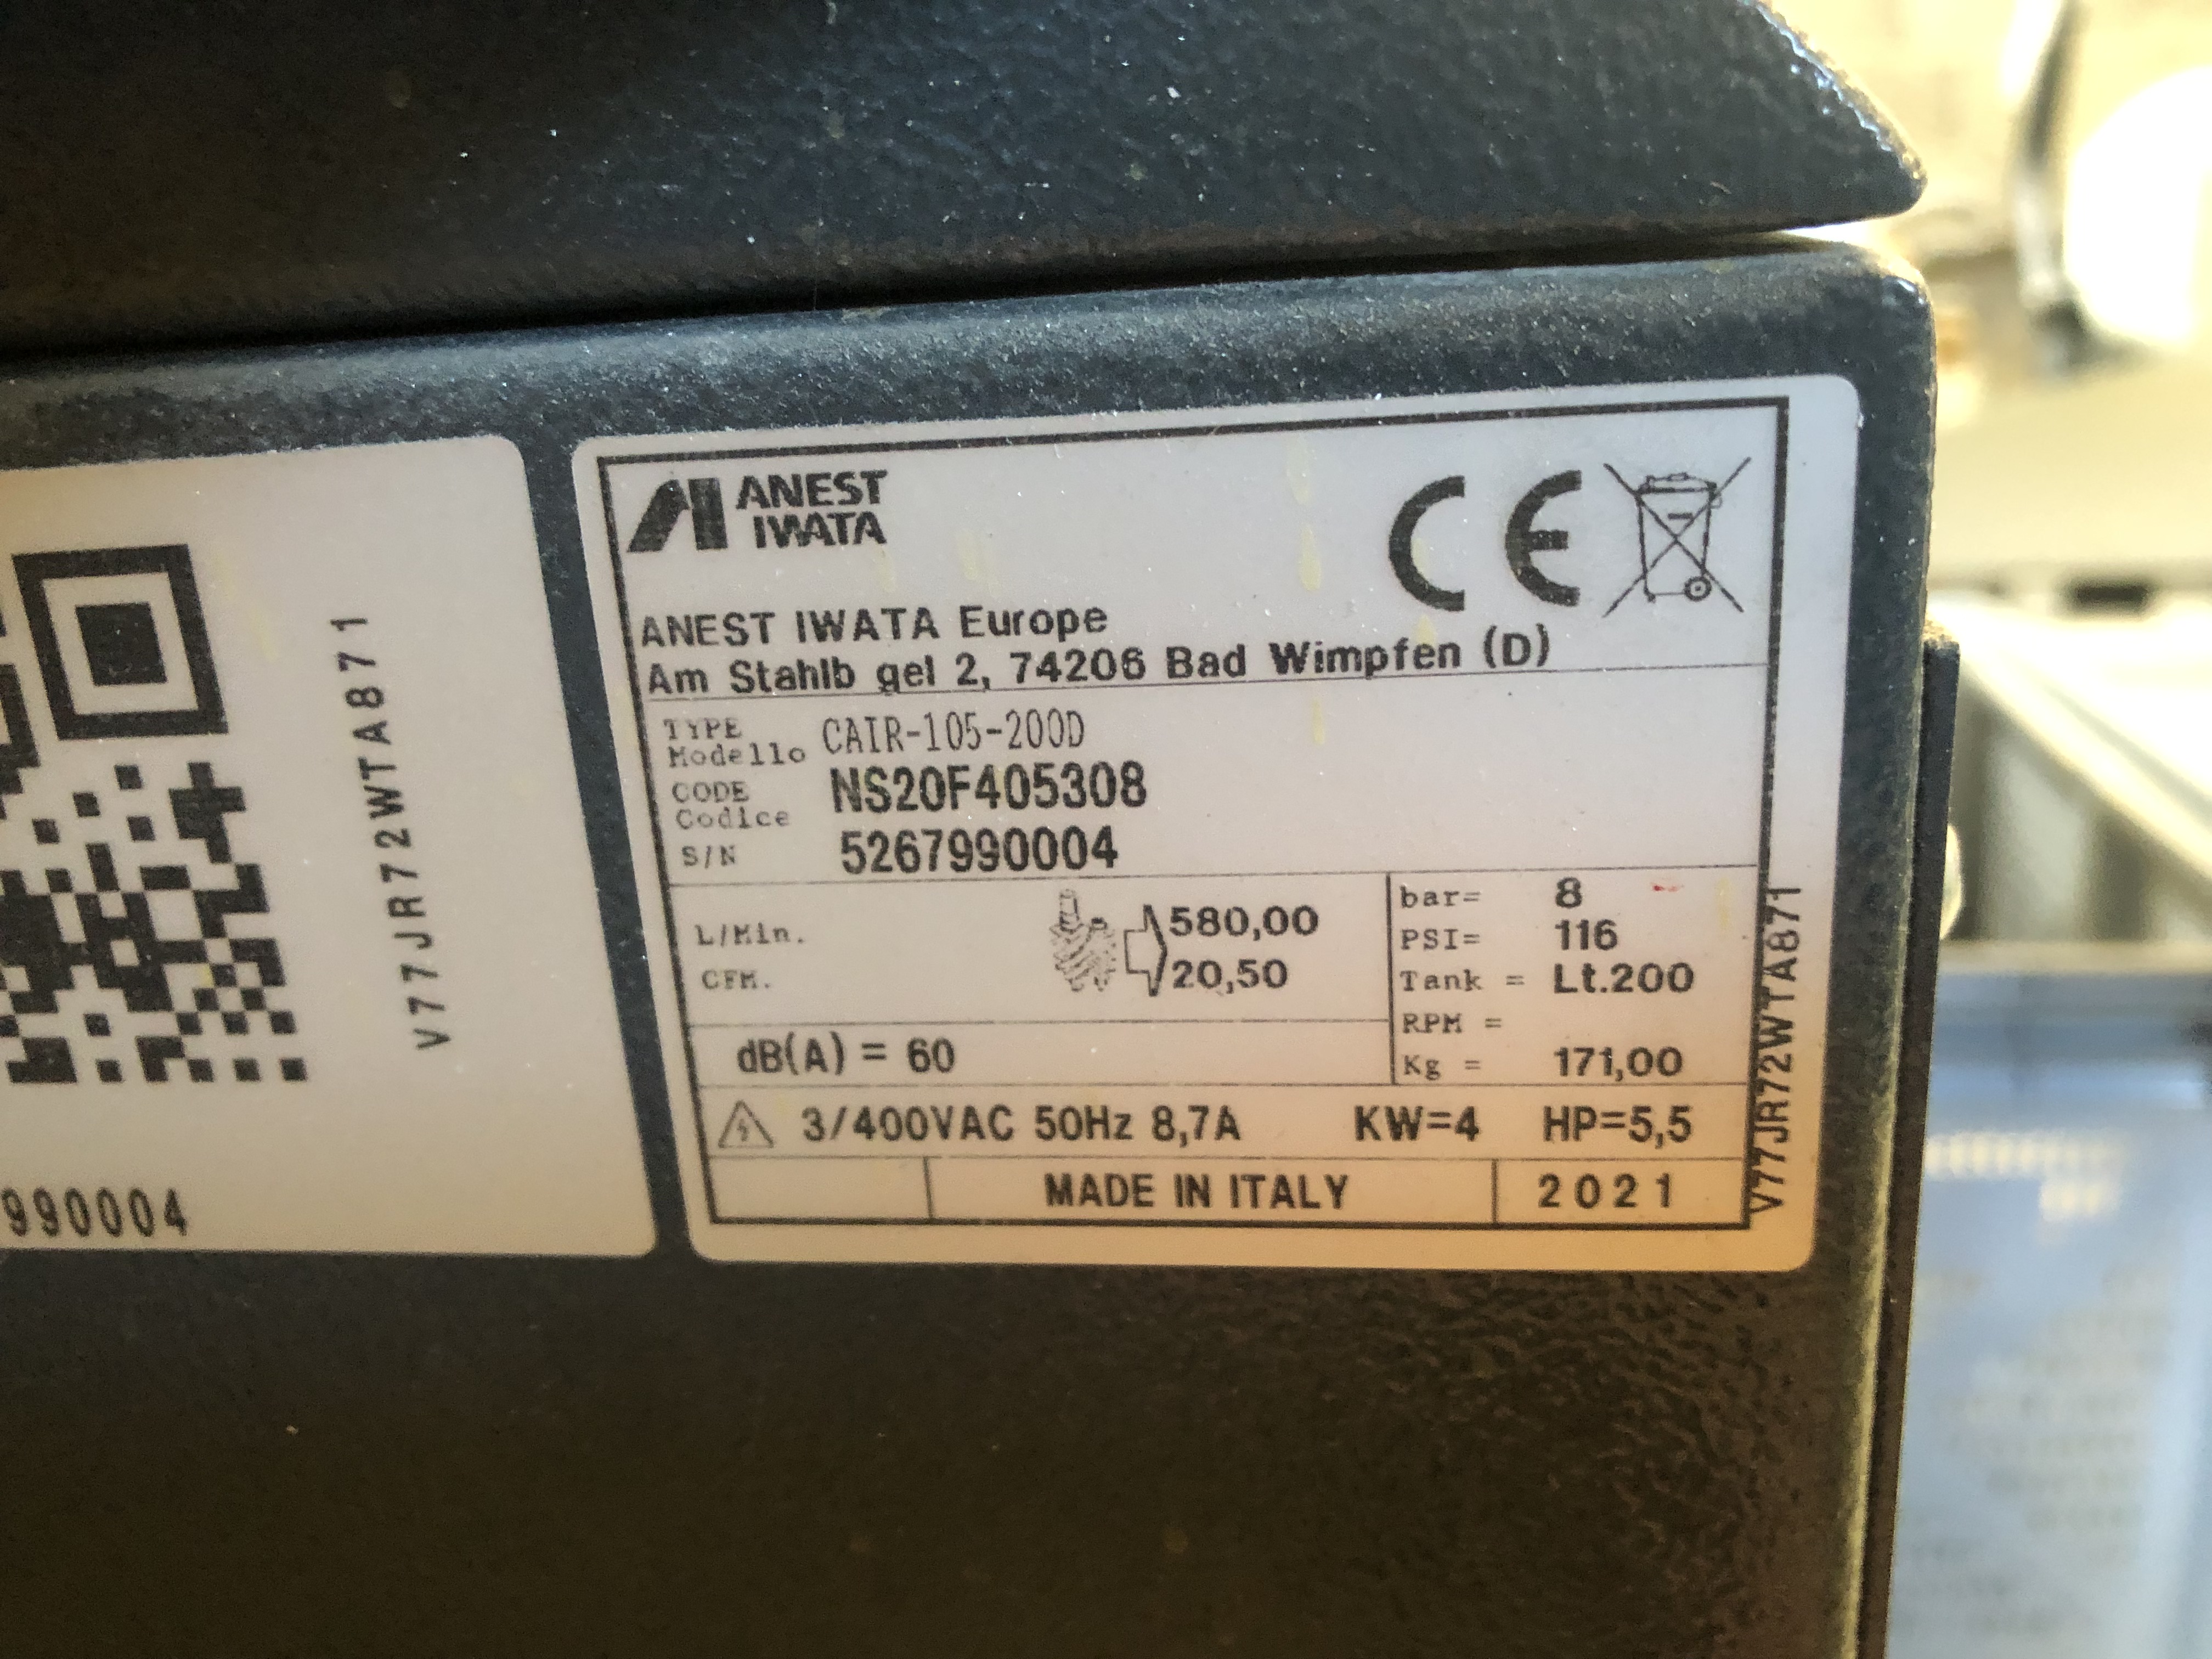 V77JR72WTA871
990004
ANEST
IWATA
CE
ANEST IWATA Europe
Am Stahlb gel 2, 74206 Bad Wimpfen (D)
TYPE
Modello CAIR-105-200D
CODE
Codice NS20F405308
S/N 5267990004
L/Min. 580,00
CFM. 20,50
dB(A) = 60
bar= 8
PSI= 116
Tank = Lt.200
RPM =
Kg = 171,00
3/400VAC 50Hz 8,7A KW=4 HP=5,5
MADE IN ITALY 2021
V77JR72WTA871